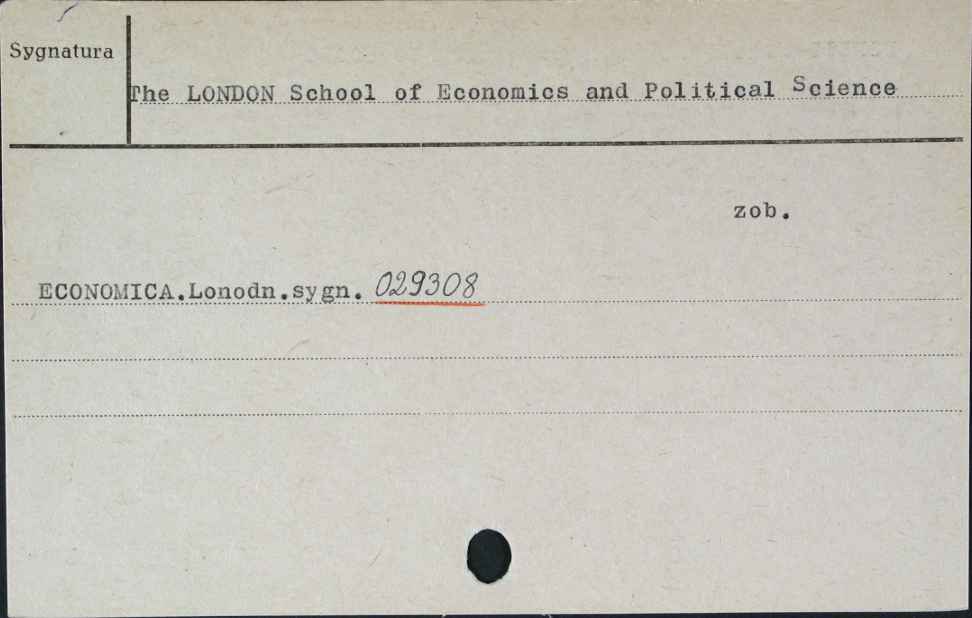 Sygnatura
The LONDON School of Economics and Political Science
zob.
ECONOMICA.Lonodn.sygn. 029308